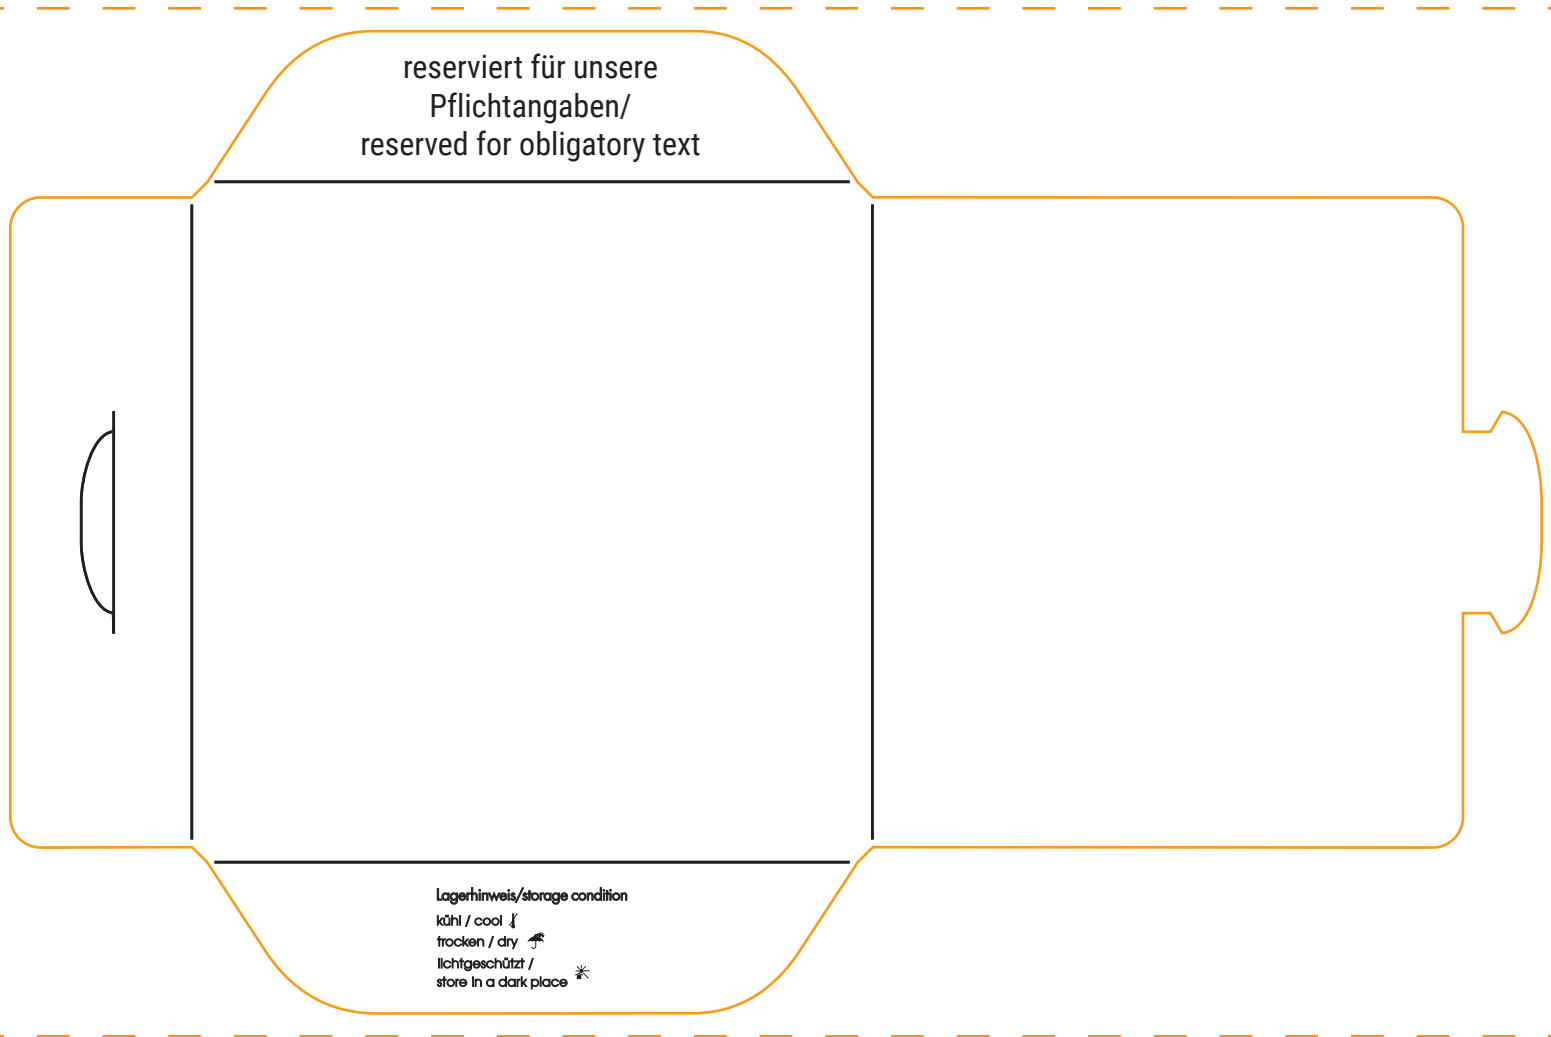 reserviert für unsere
Pflichtangaben/
reserved for obligatory text
Lagerhinweis/storage condition
kühl / cool
trocken / dry
lichtgeschützt /
store in a dark place